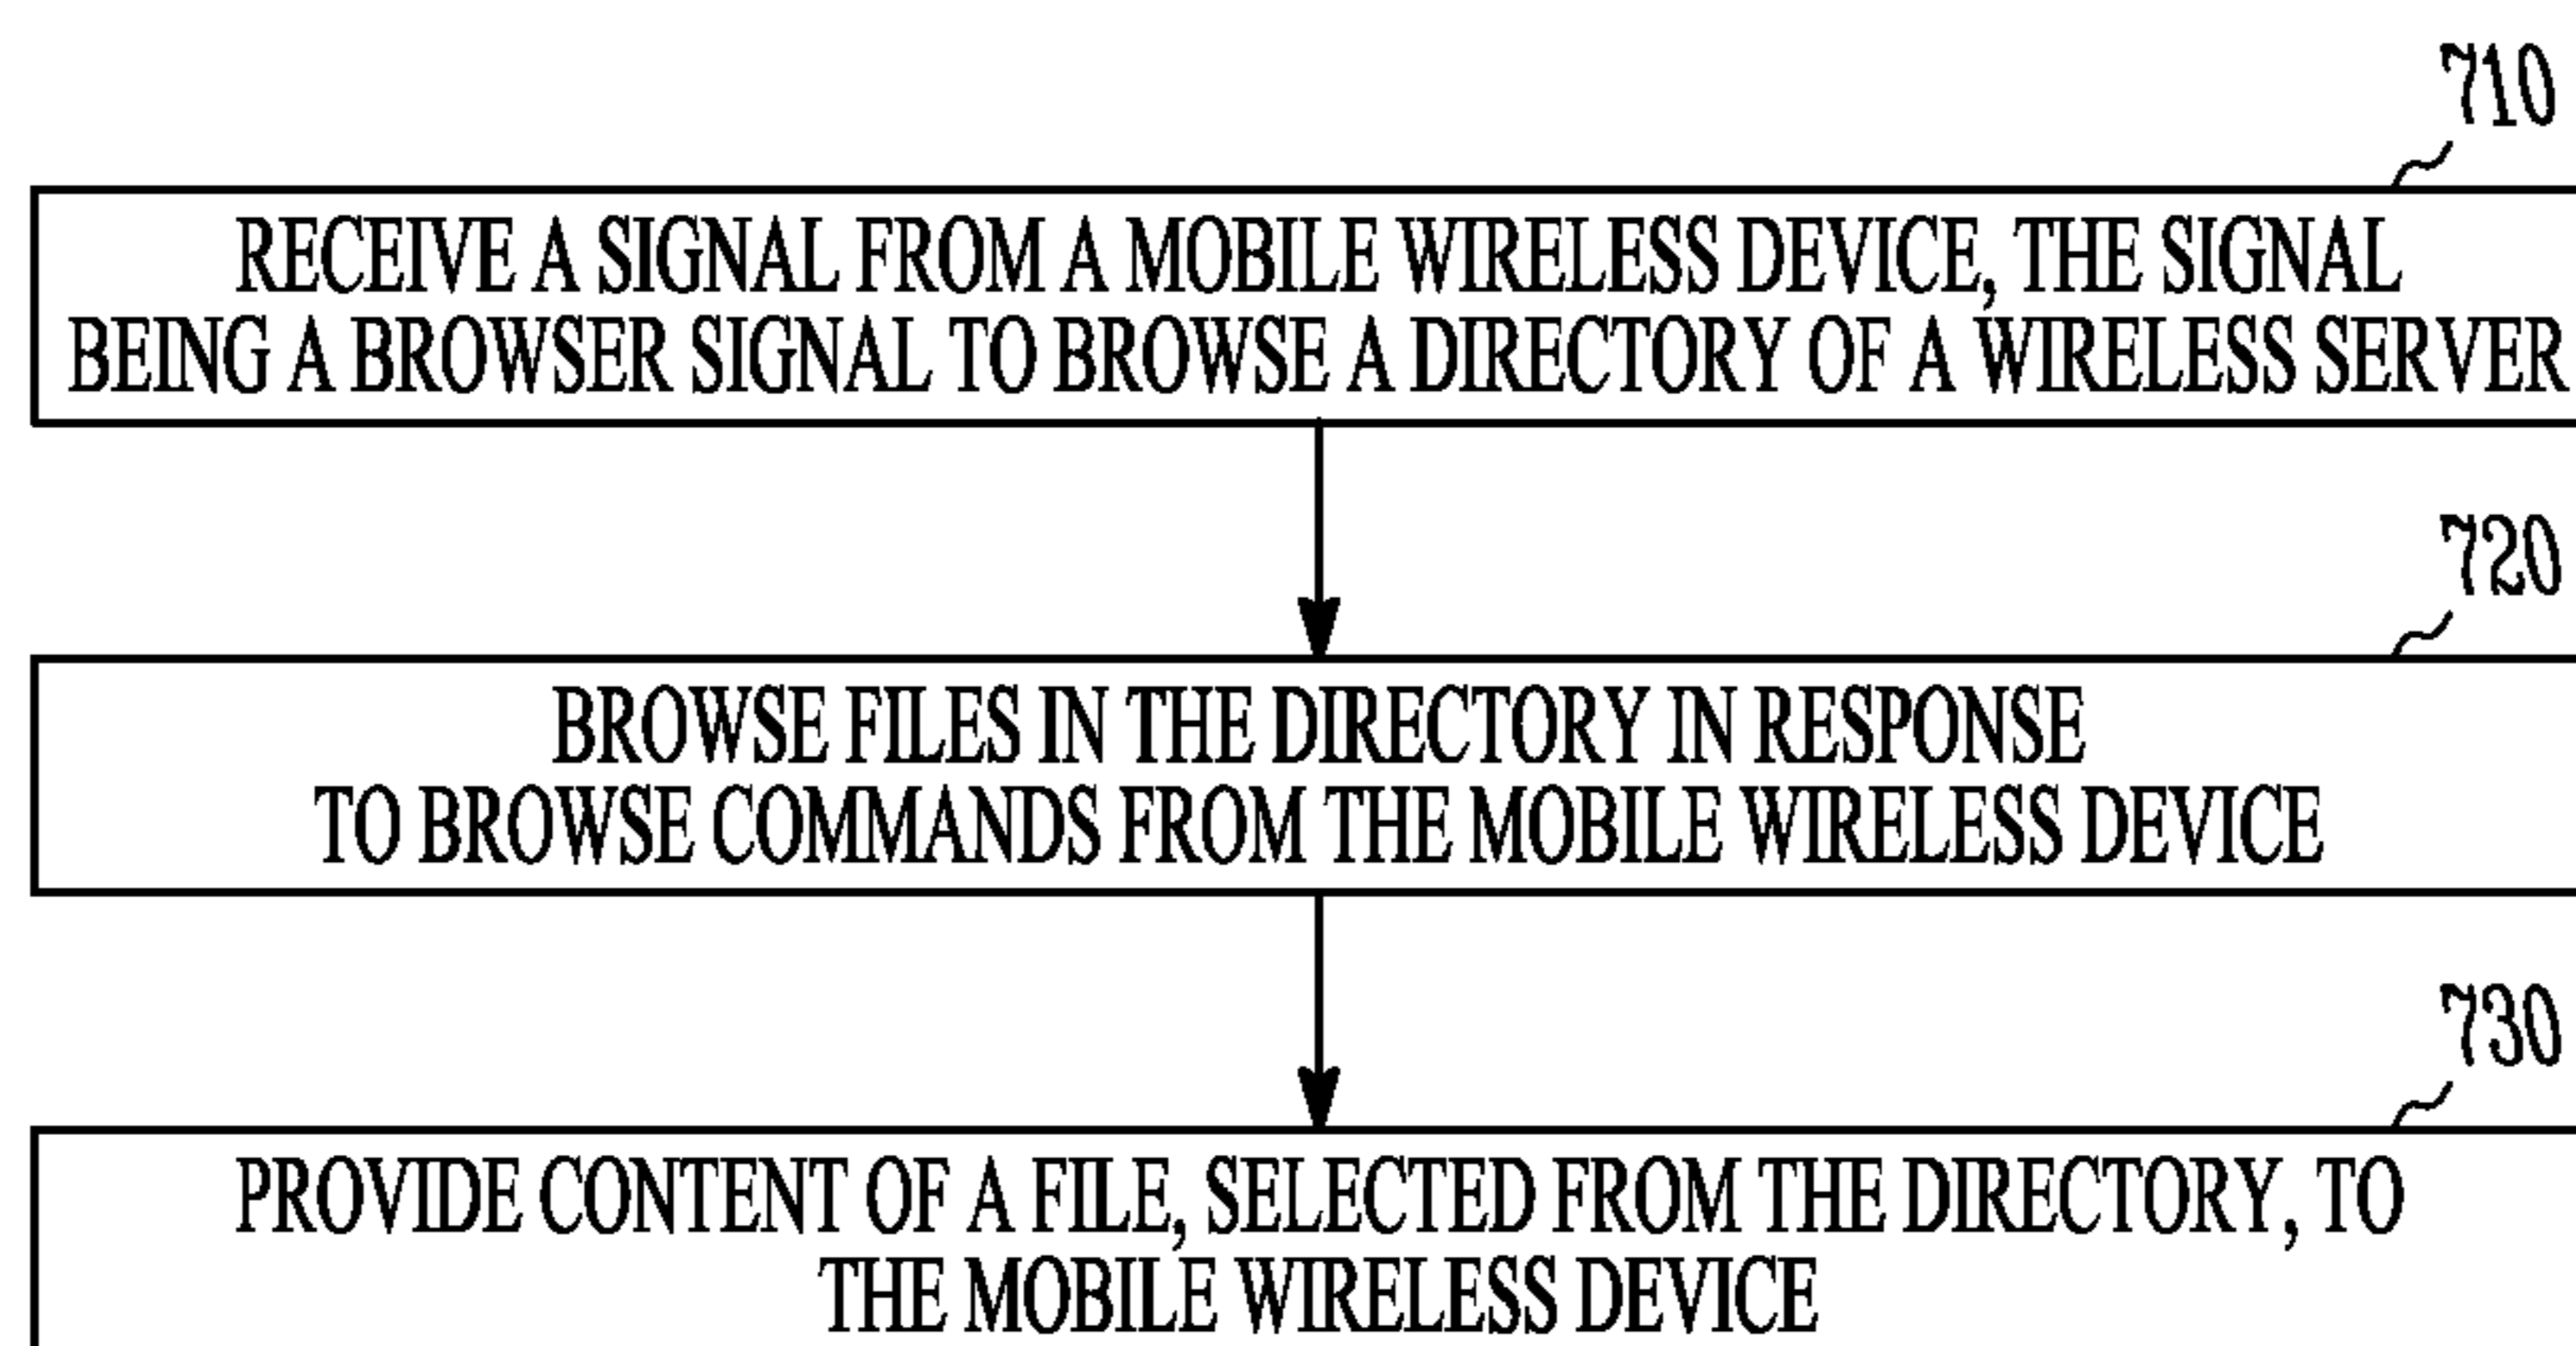 710
RECEIVE A SIGNAL FROM A MOBILE WIRELESS DEVICE, THE SIGNAL
BEING A BROWSER SIGNAL TO BROWSE A DIRECTORY OF A WIRELESS SERVER
720
BROWSE FILES IN THE DIRECTORY IN RESPONSE
TO BROWSE COMMANDS FROM THE MOBILE WIRELESS DEVICE
730
PROVIDE CONTENT OF A FILE, SELECTED FROM THE DIRECTORY, TO
THE MOBILE WIRELESS DEVICE